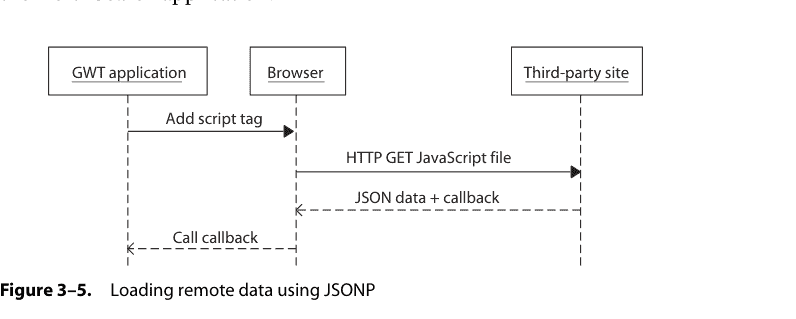 GWT application
Browser
Third-party site
Add script tag
HTTP GET JavaScript file
JSON data + callback
Call callback
Figure 3–5. Loading remote data using JSONP